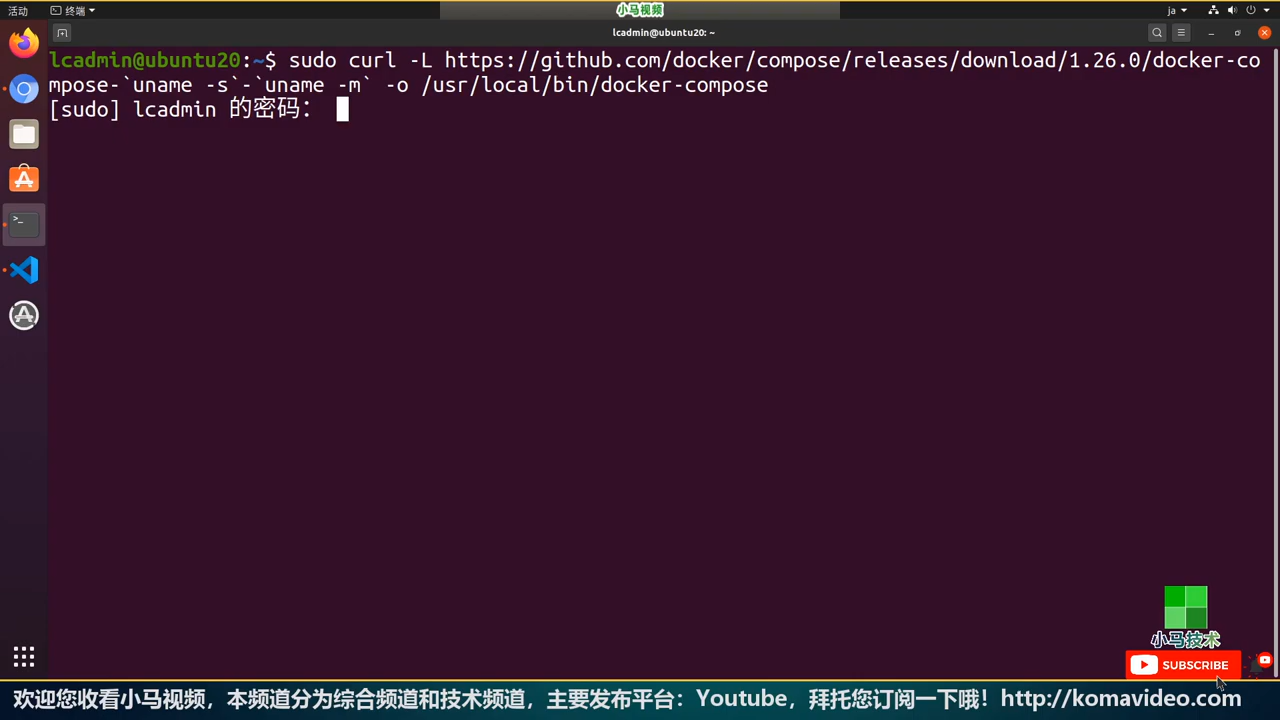 活动
终端
小马视频
ja
lcadmin@ubuntu20: ~
lcadmin@ubuntu20:~$ sudo curl -L https://github.com/docker/compose/releases/download/1.26.0/docker-co
mpose-`uname -s`-`uname -m` -o /usr/local/bin/docker-compose
[sudo] lcadmin 的密码：
小马技术
SUBSCRIBE
欢迎您收看小马视频，本频道分为综合频道和技术频道，主要发布平台：Youtube，拜托您订阅一下哦！http://komavideo.com